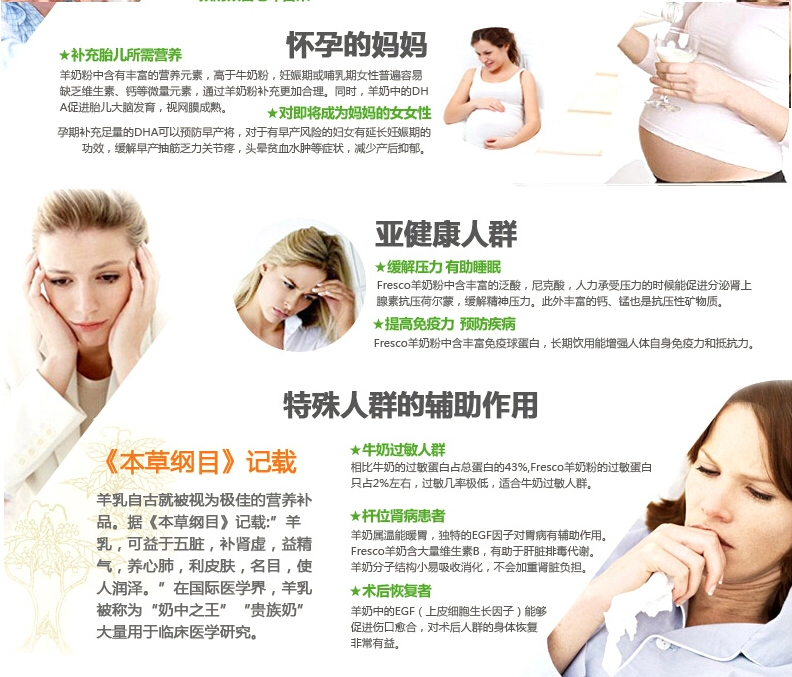 怀孕的妈妈
★补充胎儿所需营养
羊奶粉中含有丰富的营养元素，高于牛奶粉，妊娠期或哺乳期女性普遍容易
缺乏维生素、钙等微量元素，通过羊奶粉补充更加合理。同时，羊奶中的DH
A促进胎儿大脑发育，视网膜成熟。
★对即将成为妈妈的女女性
孕期补充足量的DHA可以预防早产将，对于有早产风险的妇女有延长妊娠期的
功效，缓解早产抽筋乏力关节疼，头晕贫血水肿等症状，减少产后抑郁。
亚健康人群
★缓解压力 有助睡眠
Fresco羊奶粉中含丰富的泛酸，尼克酸，人力承受压力的时候能促进分泌肾上
腺素抗压荷尔蒙，缓解精神压力。此外丰富的钙、锰也是抗压性矿物质。
★提高免疫力 预防疾病
Fresco羊奶粉中含丰富免疫球蛋白，长期饮用能增强人体自身免疫力和抵抗力。
特殊人群的辅助作用
《本草纲目》记载
羊乳自古就被视为极佳的营养补
品。据《本草纲目》记载:”羊
乳，可益于五脏，补肾虚，益精
气，养心肺，利皮肤，名目，使
人润泽。”在国际医学界，羊乳
被称为“奶中之王”“贵族奶”
大量用于临床医学研究。
★牛奶过敏人群
相比牛奶的过敏蛋白占总蛋白的43%,Fresco羊奶粉的过敏蛋白
只占2%左右，过敏几率极低，适合牛奶过敏人群。
★杆位肾病患者
羊奶属温能暖胃，独特的EGF因子对胃病有辅助作用。
Fresco羊奶含大量维生素B，有助于肝脏排毒代谢。
羊奶分子结构小易吸收消化，不会加重肾脏负担。
★术后恢复者
羊奶中的EGF（上皮细胞生长因子）能够
促进伤口愈合，对术后人群的身体恢复
非常有益。